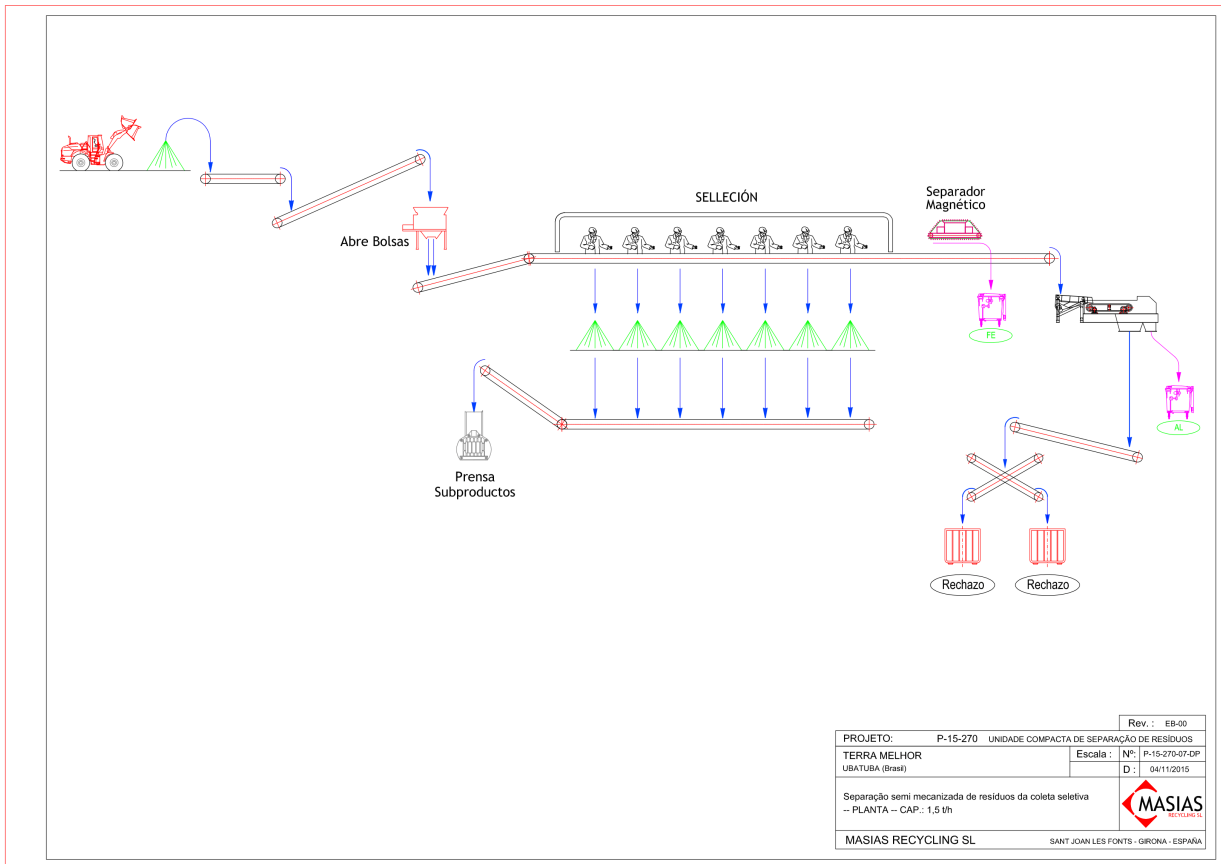 SELLECIÓN
Separador
Magnético
Abre Bolsas
FE
AL
Prensa
Subproductos
Rechazo
Rechazo
Rev. : EB-00
PROJETO: P-15-270 UNIDADE COMPACTA DE SEPARAÇÃO DE RESÍDUOS
TERRA MELHOR
UBATUBA (Brasil)
Escala : Nº: P-15-270-07-DP
D : 04/11/2015
Separação semi mecanizada de resíduos da coleta seletiva
-- PLANTA -- CAP.: 1,5 t/h
MASIAS
RECYCLING SL
MASIAS RECYCLING SL SANT JOAN LES FONTS - GIRONA - ESPAÑA